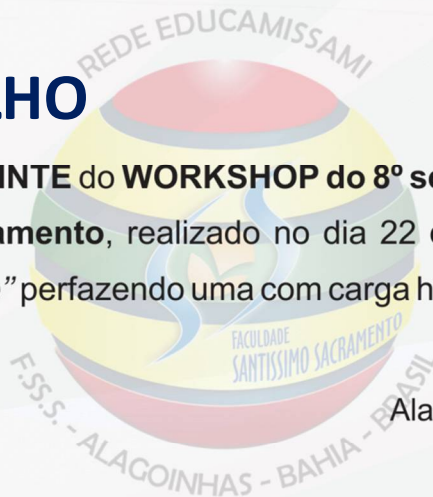 REDE EDUCAMISSAMI
LHO
INTE do WORKSHOP do 8º se
amento, realizado no dia 22
” perfazendo uma com carga h
FACULDADE
SANTÍSSIMO SACRAMENTO
Ala
F.SS.S. - ALAGOINHAS - BAHIA - BRASIL